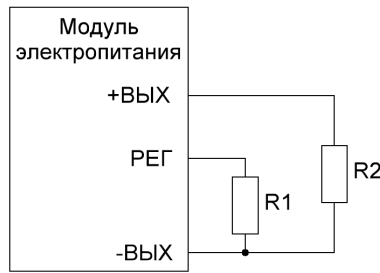 Модуль
электропитания
+ВЫХ
РЕГ
R2
R1
-ВЫХ